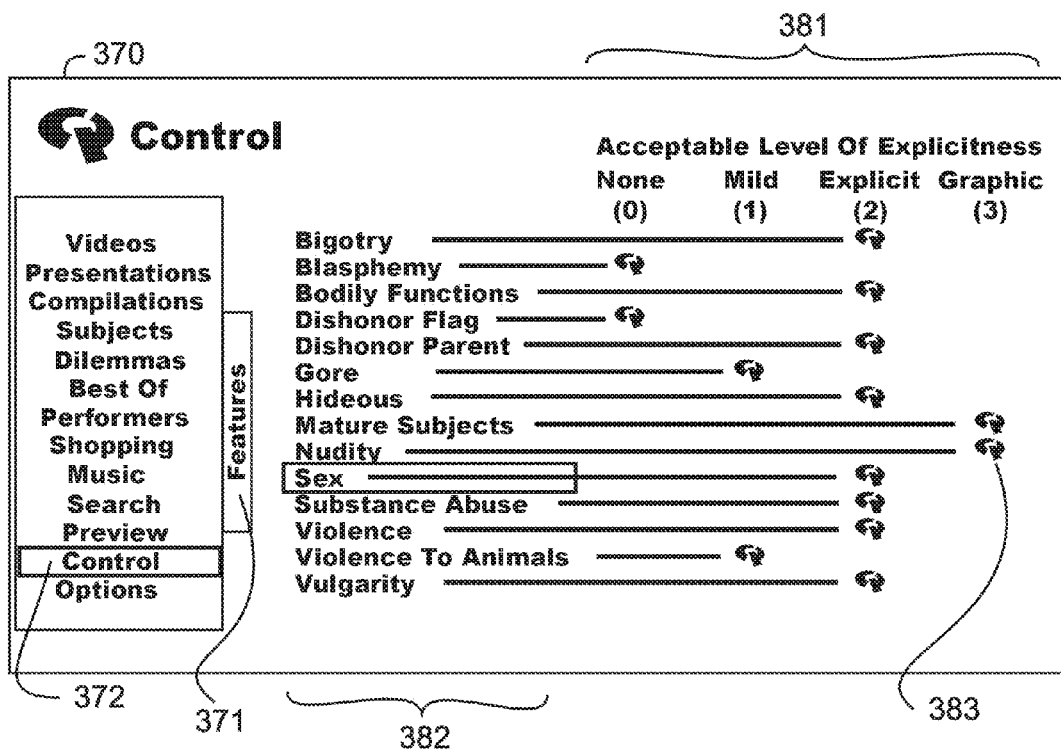 381
370
Control
Acceptable Level Of Explicitness
None Mild Explicit Graphic
(0) (1) (2) (3)
Videos
Presentations
Compilations
Subjects
Dilemmas
Best Of
Performers
Shopping
Music
Search
Preview
Control
Options
Features
Bigotry
Blasphemy
Bodily Functions
Dishonor Flag
Dishonor Parent
Gore
Hideous
Mature Subjects
Nudity
Sex
Substance Abuse
Violence
Violence To Animals
Vulgarity
372
371
382
383